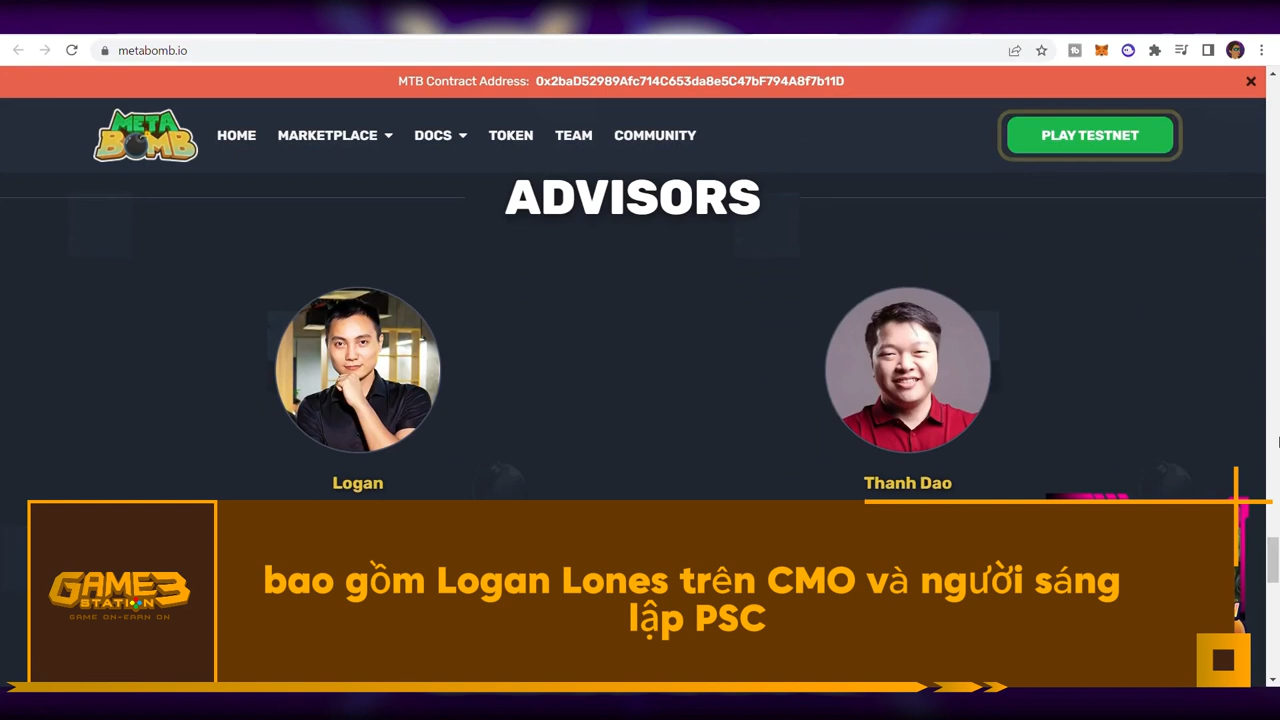 metabomb.io
MTB Contract Address: 0x2baD52989Afc714C653da8e5C47bF794A8f7b11D
META
BOMB
HOME MARKETPLACE DOCS TOKEN TEAM COMMUNITY
PLAY TESTNET
ADVISORS
Logan
Thanh Dao
GAME3
STATION
GAME ON-EARN ON
bao gồm Logan Lones trên CMO và người sáng
lập PSC